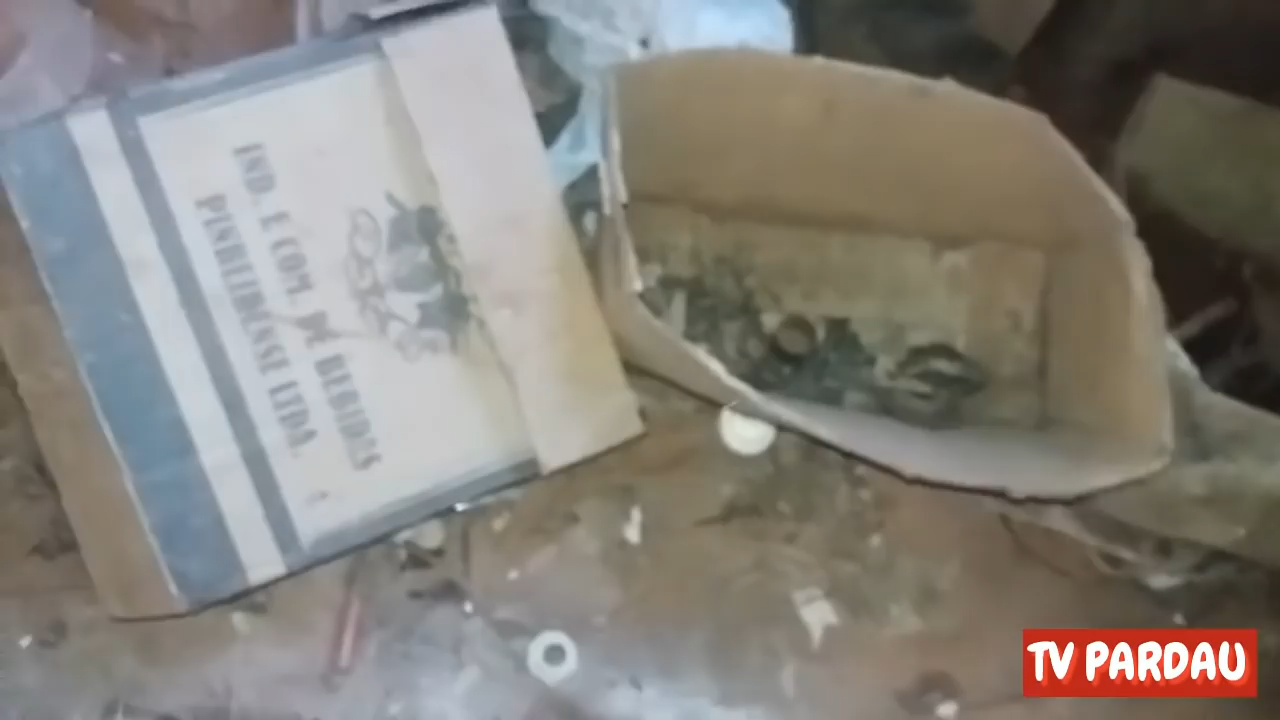 IND. E COM. DE BEBIDAS
PINHEIRENSE LTDA.
TV PARDAU